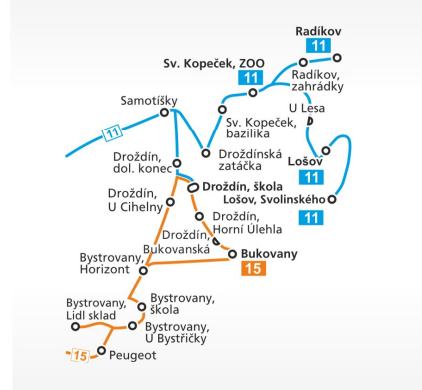 Radíkov
11
Sv. Kopeček, ZOO
11
Radíkov,
zahrádky
Samotíšky
U Lesa
Sv. Kopeček,
bazilika
11
Droždín,
dol. konec
Droždínská
zatáčka
Lošov
11
Droždín, škola
Lošov, Svolinského
11
Droždín,
U Cihelny
Droždín,
Horní Úlehla
Droždín,
Bukovanská
Bukovany
15
Bystrovany,
Horizont
Bystrovany,
Lidl sklad
Bystrovany,
škola
Bystrovany,
U Bystřičky
15
Peugeot